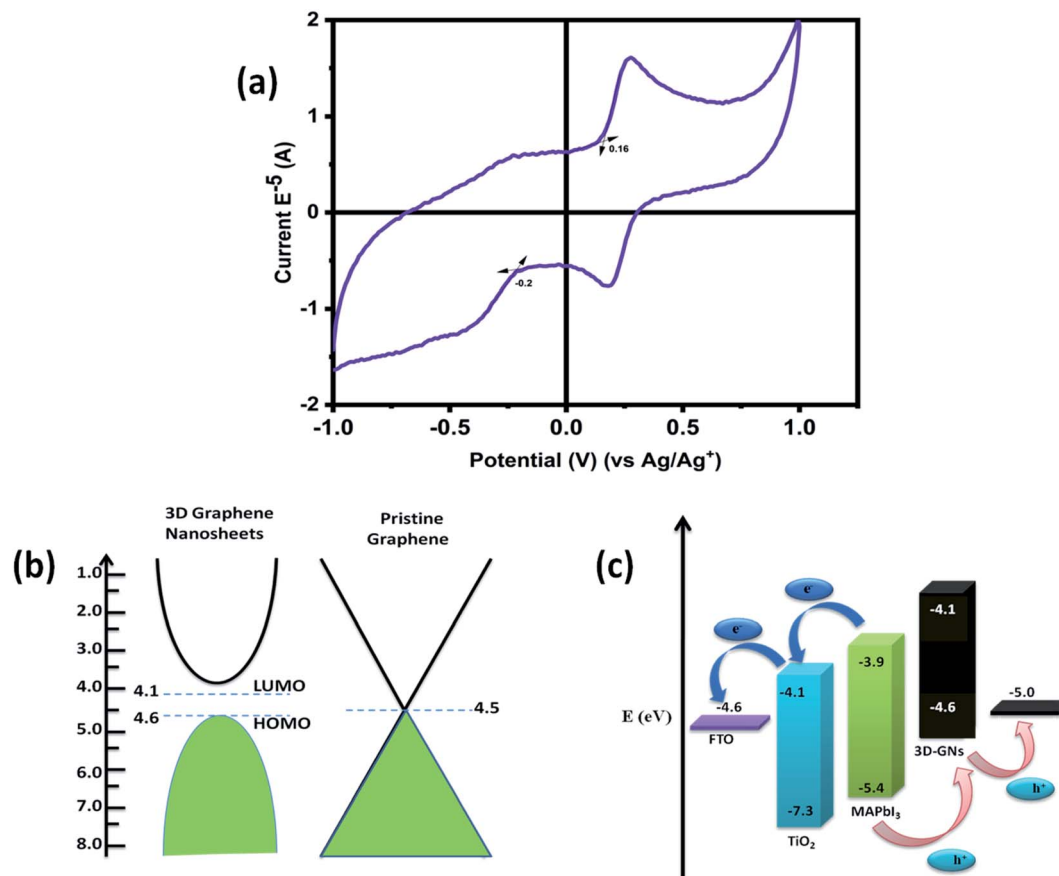 (a)
Current E⁻⁵ (A)
2
1
0
-1
-2
0.16
-0.2
-1.0 -0.5 0.0 0.5 1.0
Potential (V) (vs Ag/Ag⁺)
(b)
3D Graphene
Nanosheets
Pristine
Graphene
1.0
2.0
3.0
4.0
5.0
6.0
7.0
8.0
4.1
LUMO
4.6
HOMO
4.5
(c)
E (eV)
e⁻
e⁻
-4.6
FTO
-4.1
-7.3
TiO₂
-3.9
-5.4
MAPbI₃
-4.1
-4.6
3D-GNs
-5.0
h⁺
h⁺